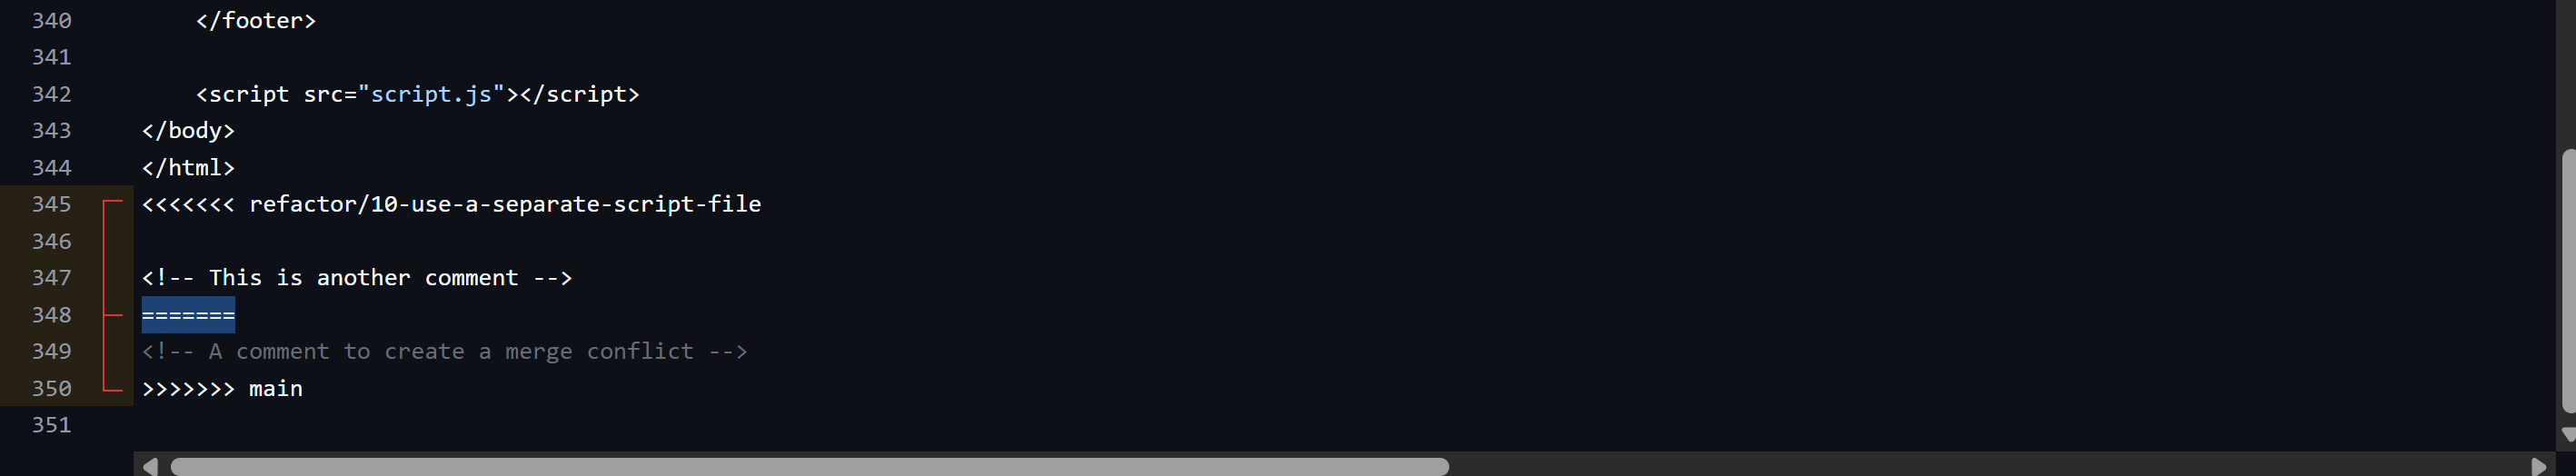 340     </footer>
341
342     <script src="script.js"></script>
343 </body>
344 </html>
345 <<<<<<< refactor/10-use-a-separate-script-file
346
347 <!-- This is another comment -->
348 =======
349 <!-- A comment to create a merge conflict -->
350 >>>>>>> main
351